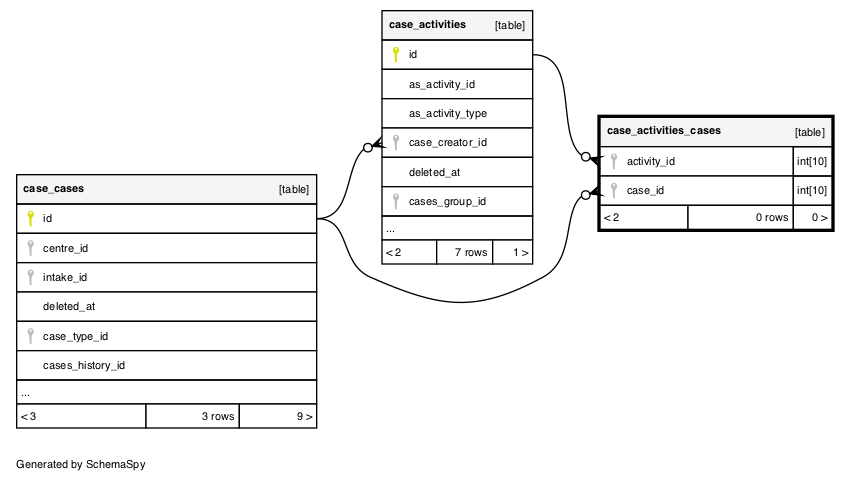 case_activities [table]
id
as_activity_id
as_activity_type
case_creator_id
deleted_at
cases_group_id
...
< 2 7 rows 1 >
case_activities_cases [table]
activity_id int[10]
case_id int[10]
< 2 0 rows 0 >
case_cases [table]
id
centre_id
intake_id
deleted_at
case_type_id
cases_history_id
...
< 3 3 rows 9 >
Generated by SchemaSpy